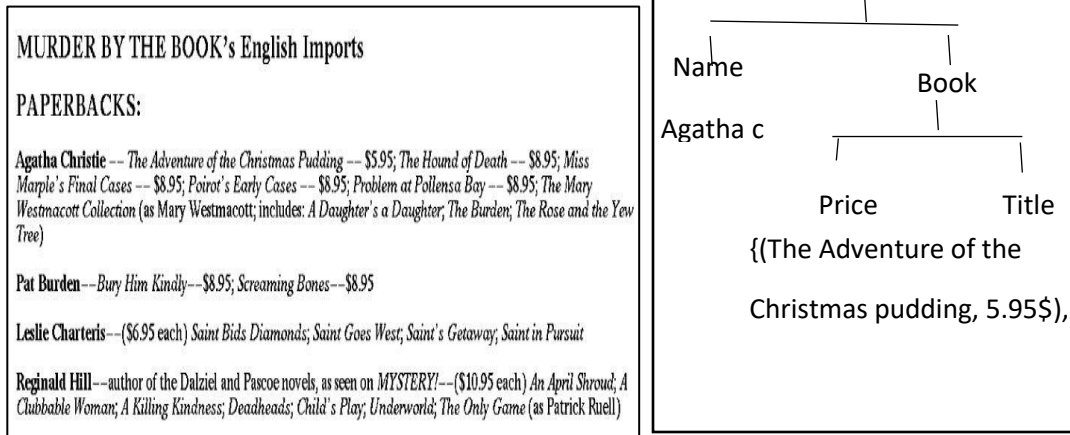 MURDER BY THE BOOK's English Imports
PAPERBACKS:
Agatha Christie -- The Adventure of the Christmas Pudding -- $5.95; The Hound of Death -- $8.95; Miss
Marple's Final Cases -- $8.95; Poirot's Early Cases -- $8.95; Problem at Pollensa Bay -- $8.95; The Mary
Westmacott Collection (as Mary Westmacott; includes: A Daughter's a Daughter; The Burden; The Rose and the Yew
Tree)
Pat Burden--Bury Him Kindly--$8.95; Screaming Bones--$8.95
Leslie Charteris--($6.95 each) Saint Bids Diamonds; Saint Goes West; Saint's Getaway; Saint in Pursuit
Reginald Hill--author of the Dalziel and Pascoe novels, as seen on MYSTERY!--($10.95 each) An April Shroud; A
Clubbable Woman; A Killing Kindness; Deadheads; Child's Play; Underworld; The Only Game (as Patrick Ruell)
Name
Book
Agatha c
Price Title
{(The Adventure of the
Christmas pudding, 5.95$),